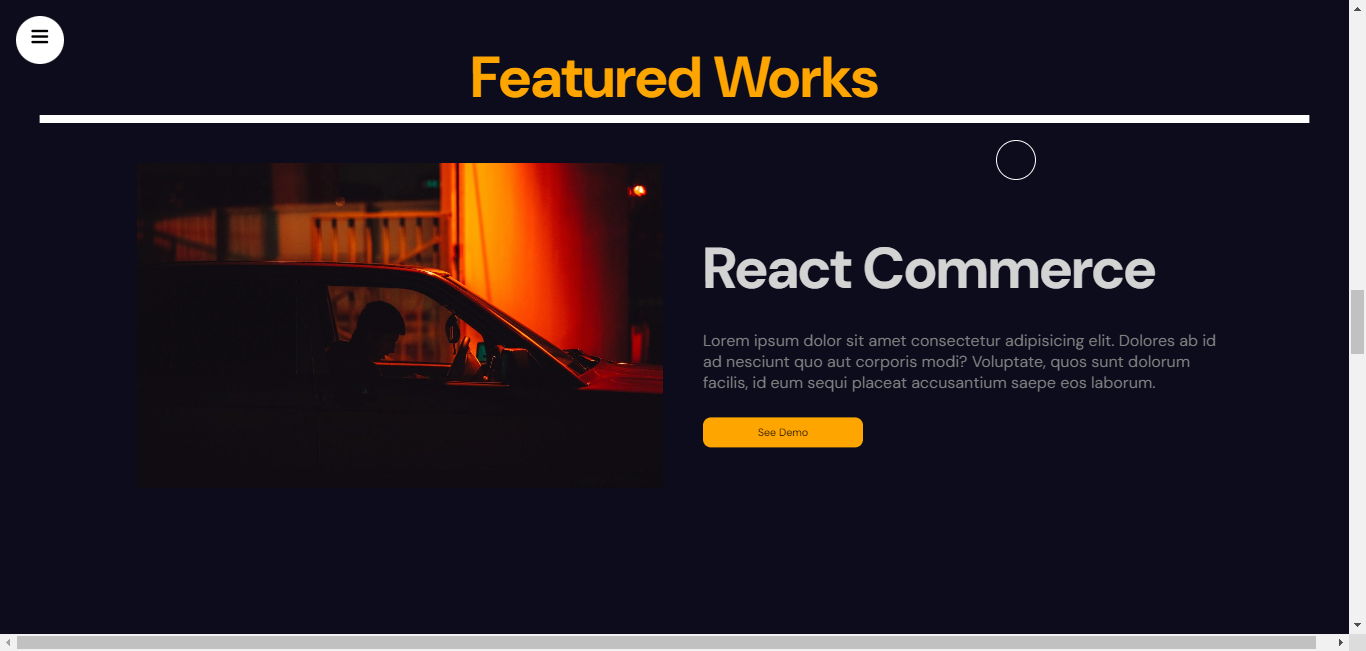 Featured Works
React Commerce
Lorem ipsum dolor sit amet consectetur adipisicing elit. Dolores ab id
ad nesciunt quo aut corporis modi? Voluptate, quos sunt dolorum
facilis, id eum sequi placeat accusantium saepe eos laborum.
See Demo